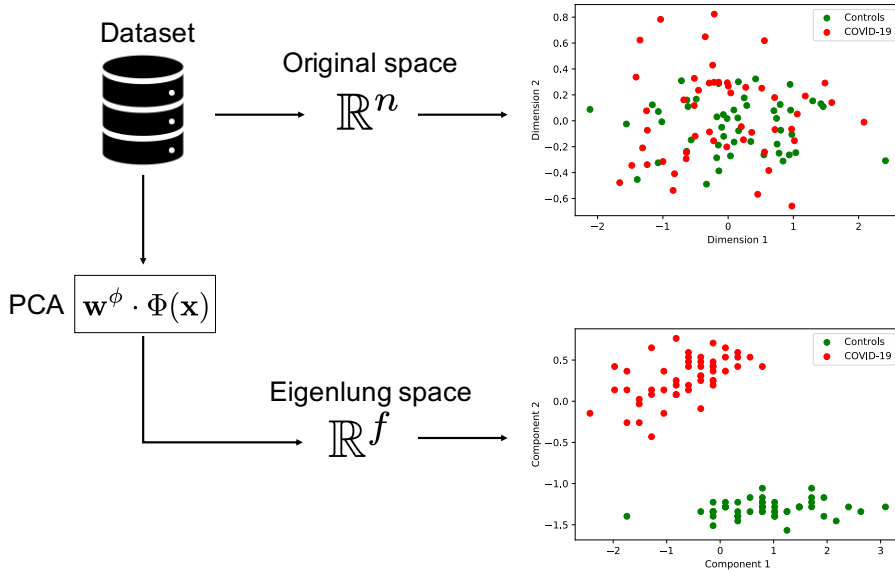 Dataset
Original space
ℝⁿ
PCA
w^ϕ · Φ(x)
Eigenlung space
ℝ^f
Controls
COVID-19
Dimension 2
0.8
0.6
0.4
0.2
0.0
−0.2
−0.4
−0.6
−2 −1 0 1 2
Dimension 1
Controls
COVID-19
Component 2
0.5
0.0
−0.5
−1.0
−1.5
−2 −1 0 1 2 3
Component 1